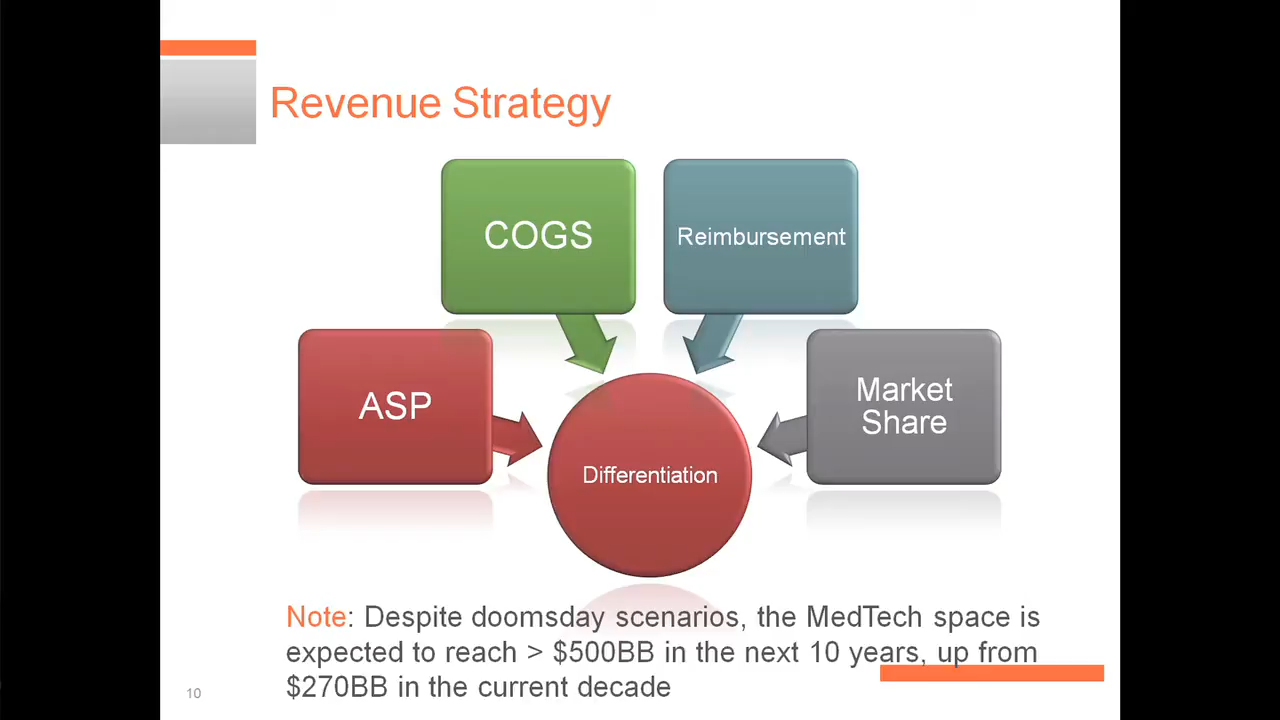 Revenue Strategy
COGS
Reimbursement
ASP
Market
Share
Differentiation
Note: Despite doomsday scenarios, the MedTech space is
expected to reach > $500BB in the next 10 years, up from
$270BB in the current decade
10